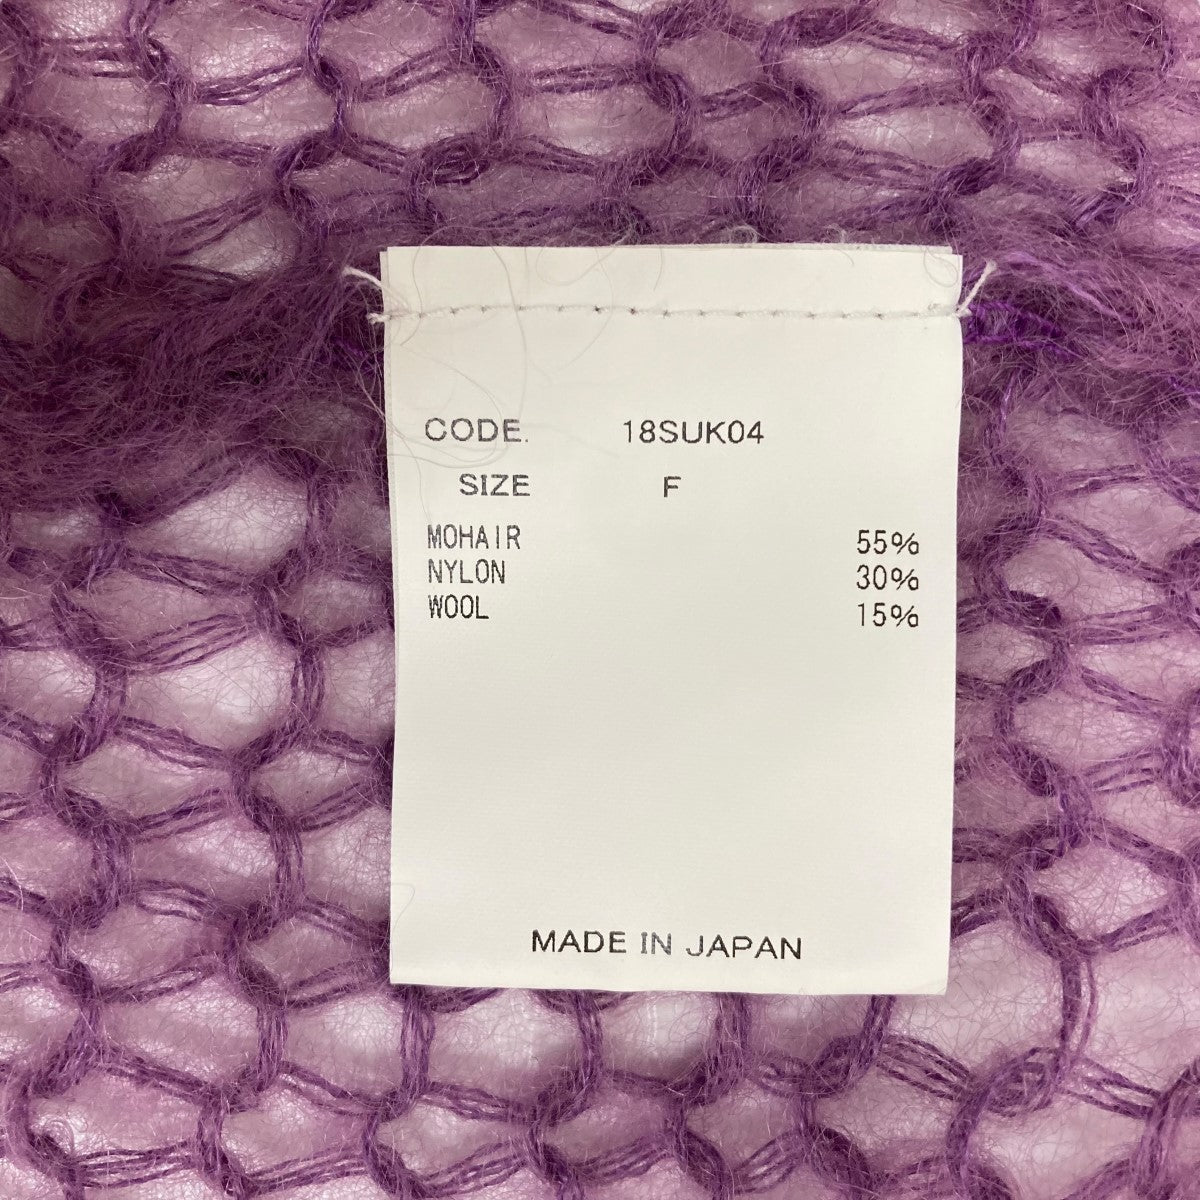 CODE. 18SUK04
SIZE F
MOHAIR 55%
NYLON 30%
WOOL 15%
MADE IN JAPAN